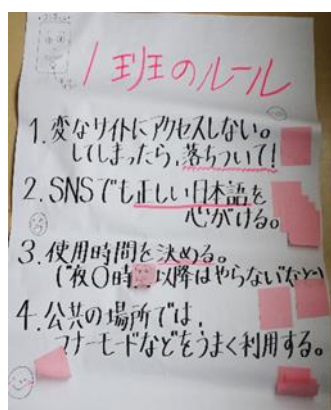 1班のルール
1. 変なサイトにアクセスしない。
してしまったら、落ちついて!
2. SNSでも正しい日本語を
心がける。
3. 使用時間を決める。
(夜〇時以降はやらないなど)
4. 公共の場所では、
マナーモードなどをうまく利用する。